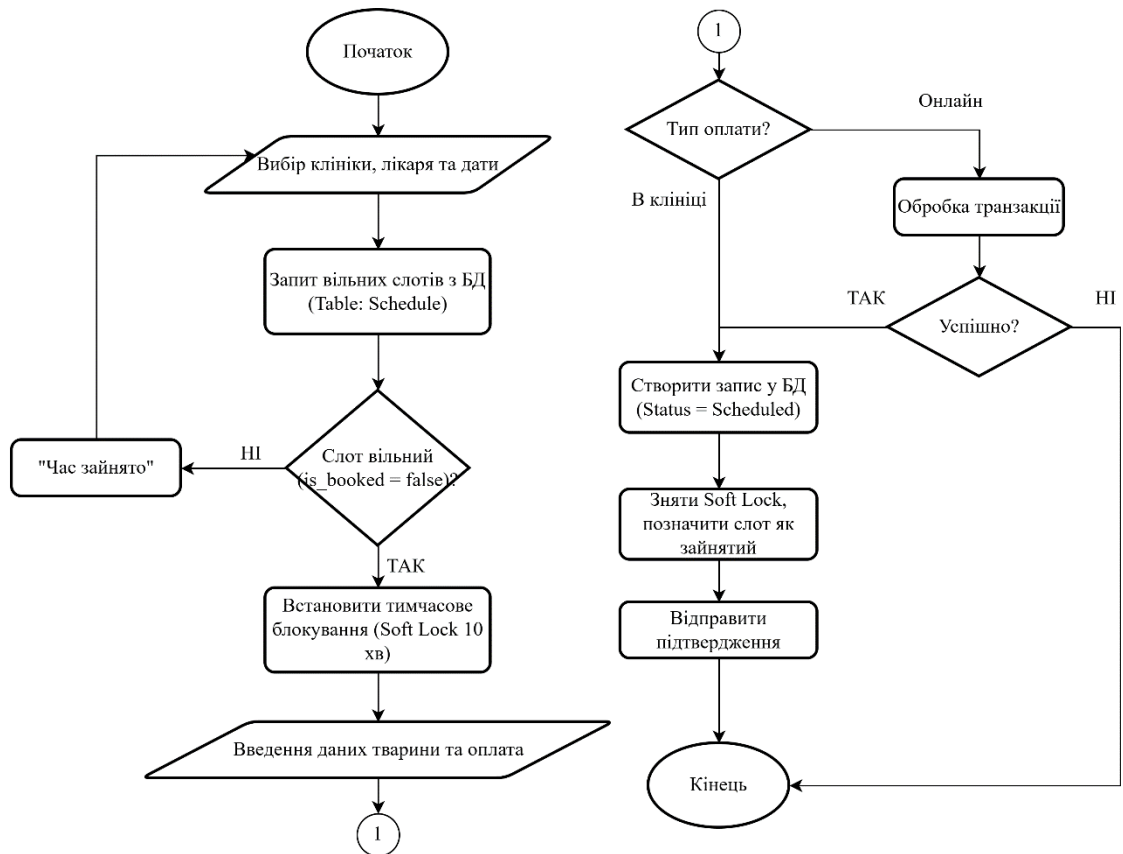 Початок
Вибір клініки, лікаря та дати
Запит вільних слотів з БД
(Table: Schedule)
Слот вільний
(is_booked = false)?
НІ
"Час зайнято"
ТАК
Встановити тимчасове
блокування (Soft Lock 10
хв)
Введення даних тварини та оплата
1
1
Тип оплати?
Онлайн
В клініці
Обробка транзакції
Успішно?
ТАК
НІ
Створити запис у БД
(Status = Scheduled)
Зняти Soft Lock,
позначити слот як
зайнятий
Відправити
підтвердження
Кінець